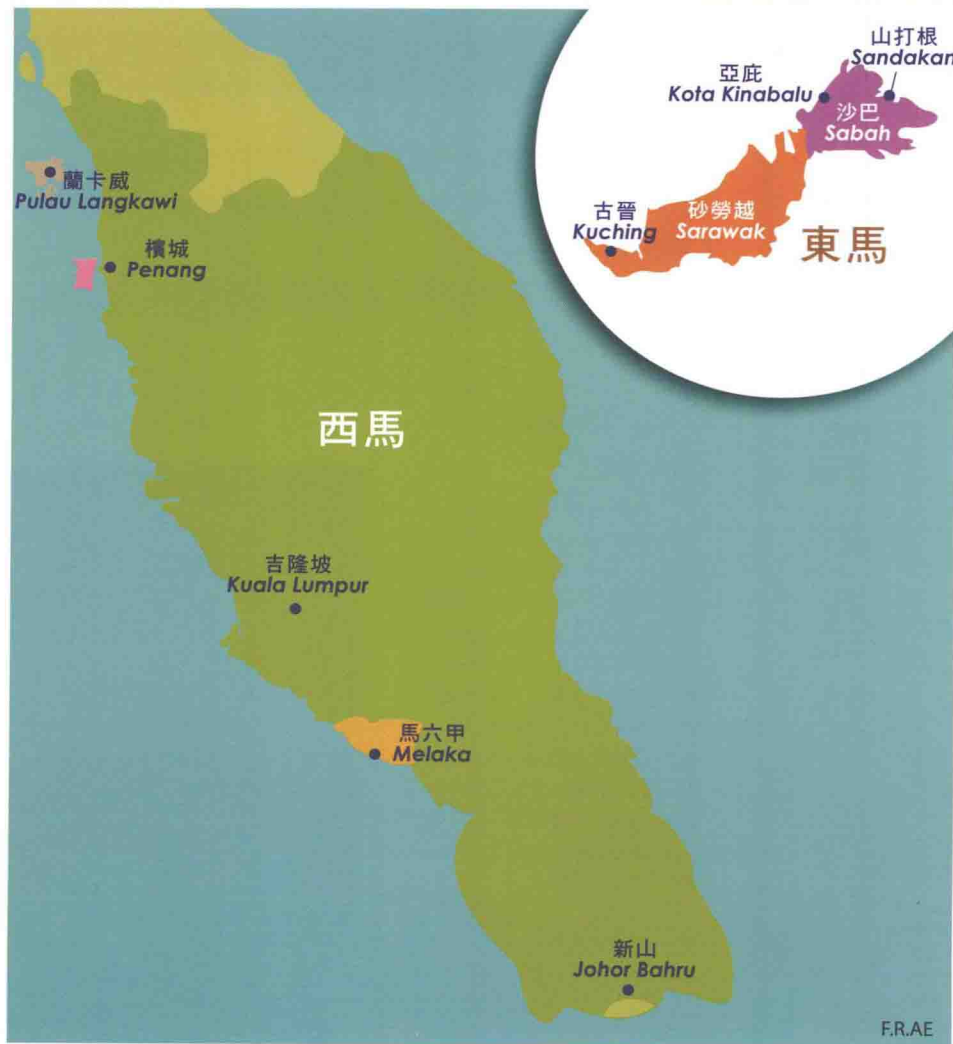 山打根
Sandakan
亞庇
Kota Kinabalu
沙巴
Sabah
古晉
Kuching
砂勞越
Sarawak
東馬
蘭卡威
Pulau Langkawi
檳城
Penang
西馬
吉隆坡
Kuala Lumpur
馬六甲
Melaka
新山
Johor Bahru
F.R.AE